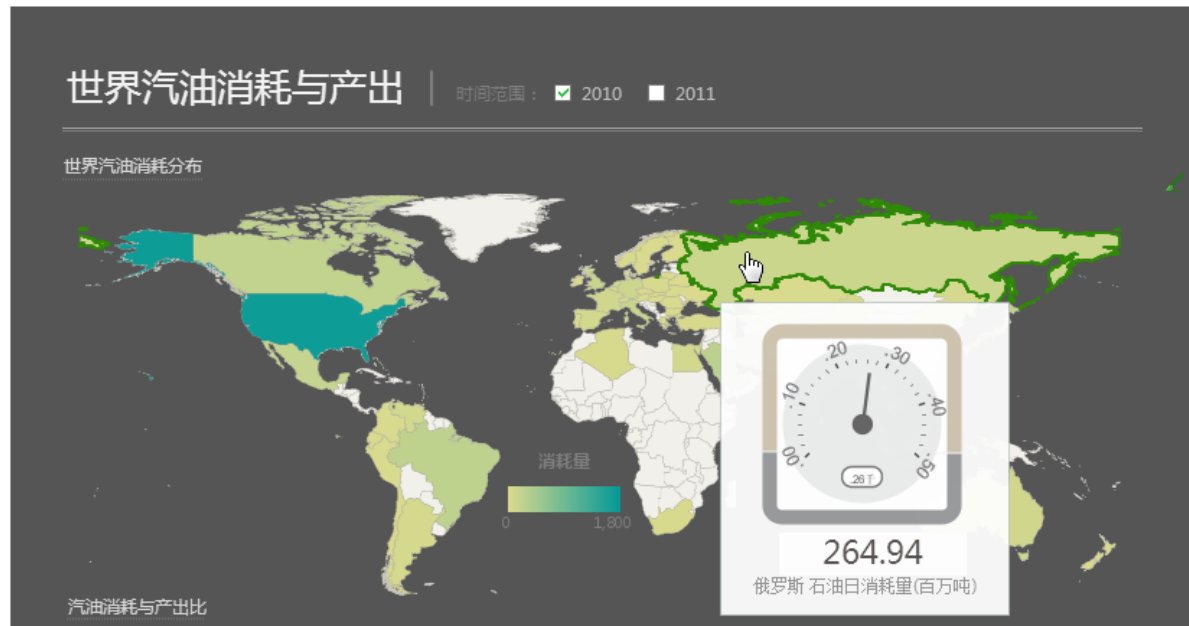 世界汽油消耗与产出
时间范围： 2010 2011
世界汽油消耗分布
.20 .30
.10 40
00 50
.26千
消耗量
0 1,800
264.94
俄罗斯 石油日消耗量(百万吨)
汽油消耗与产出比